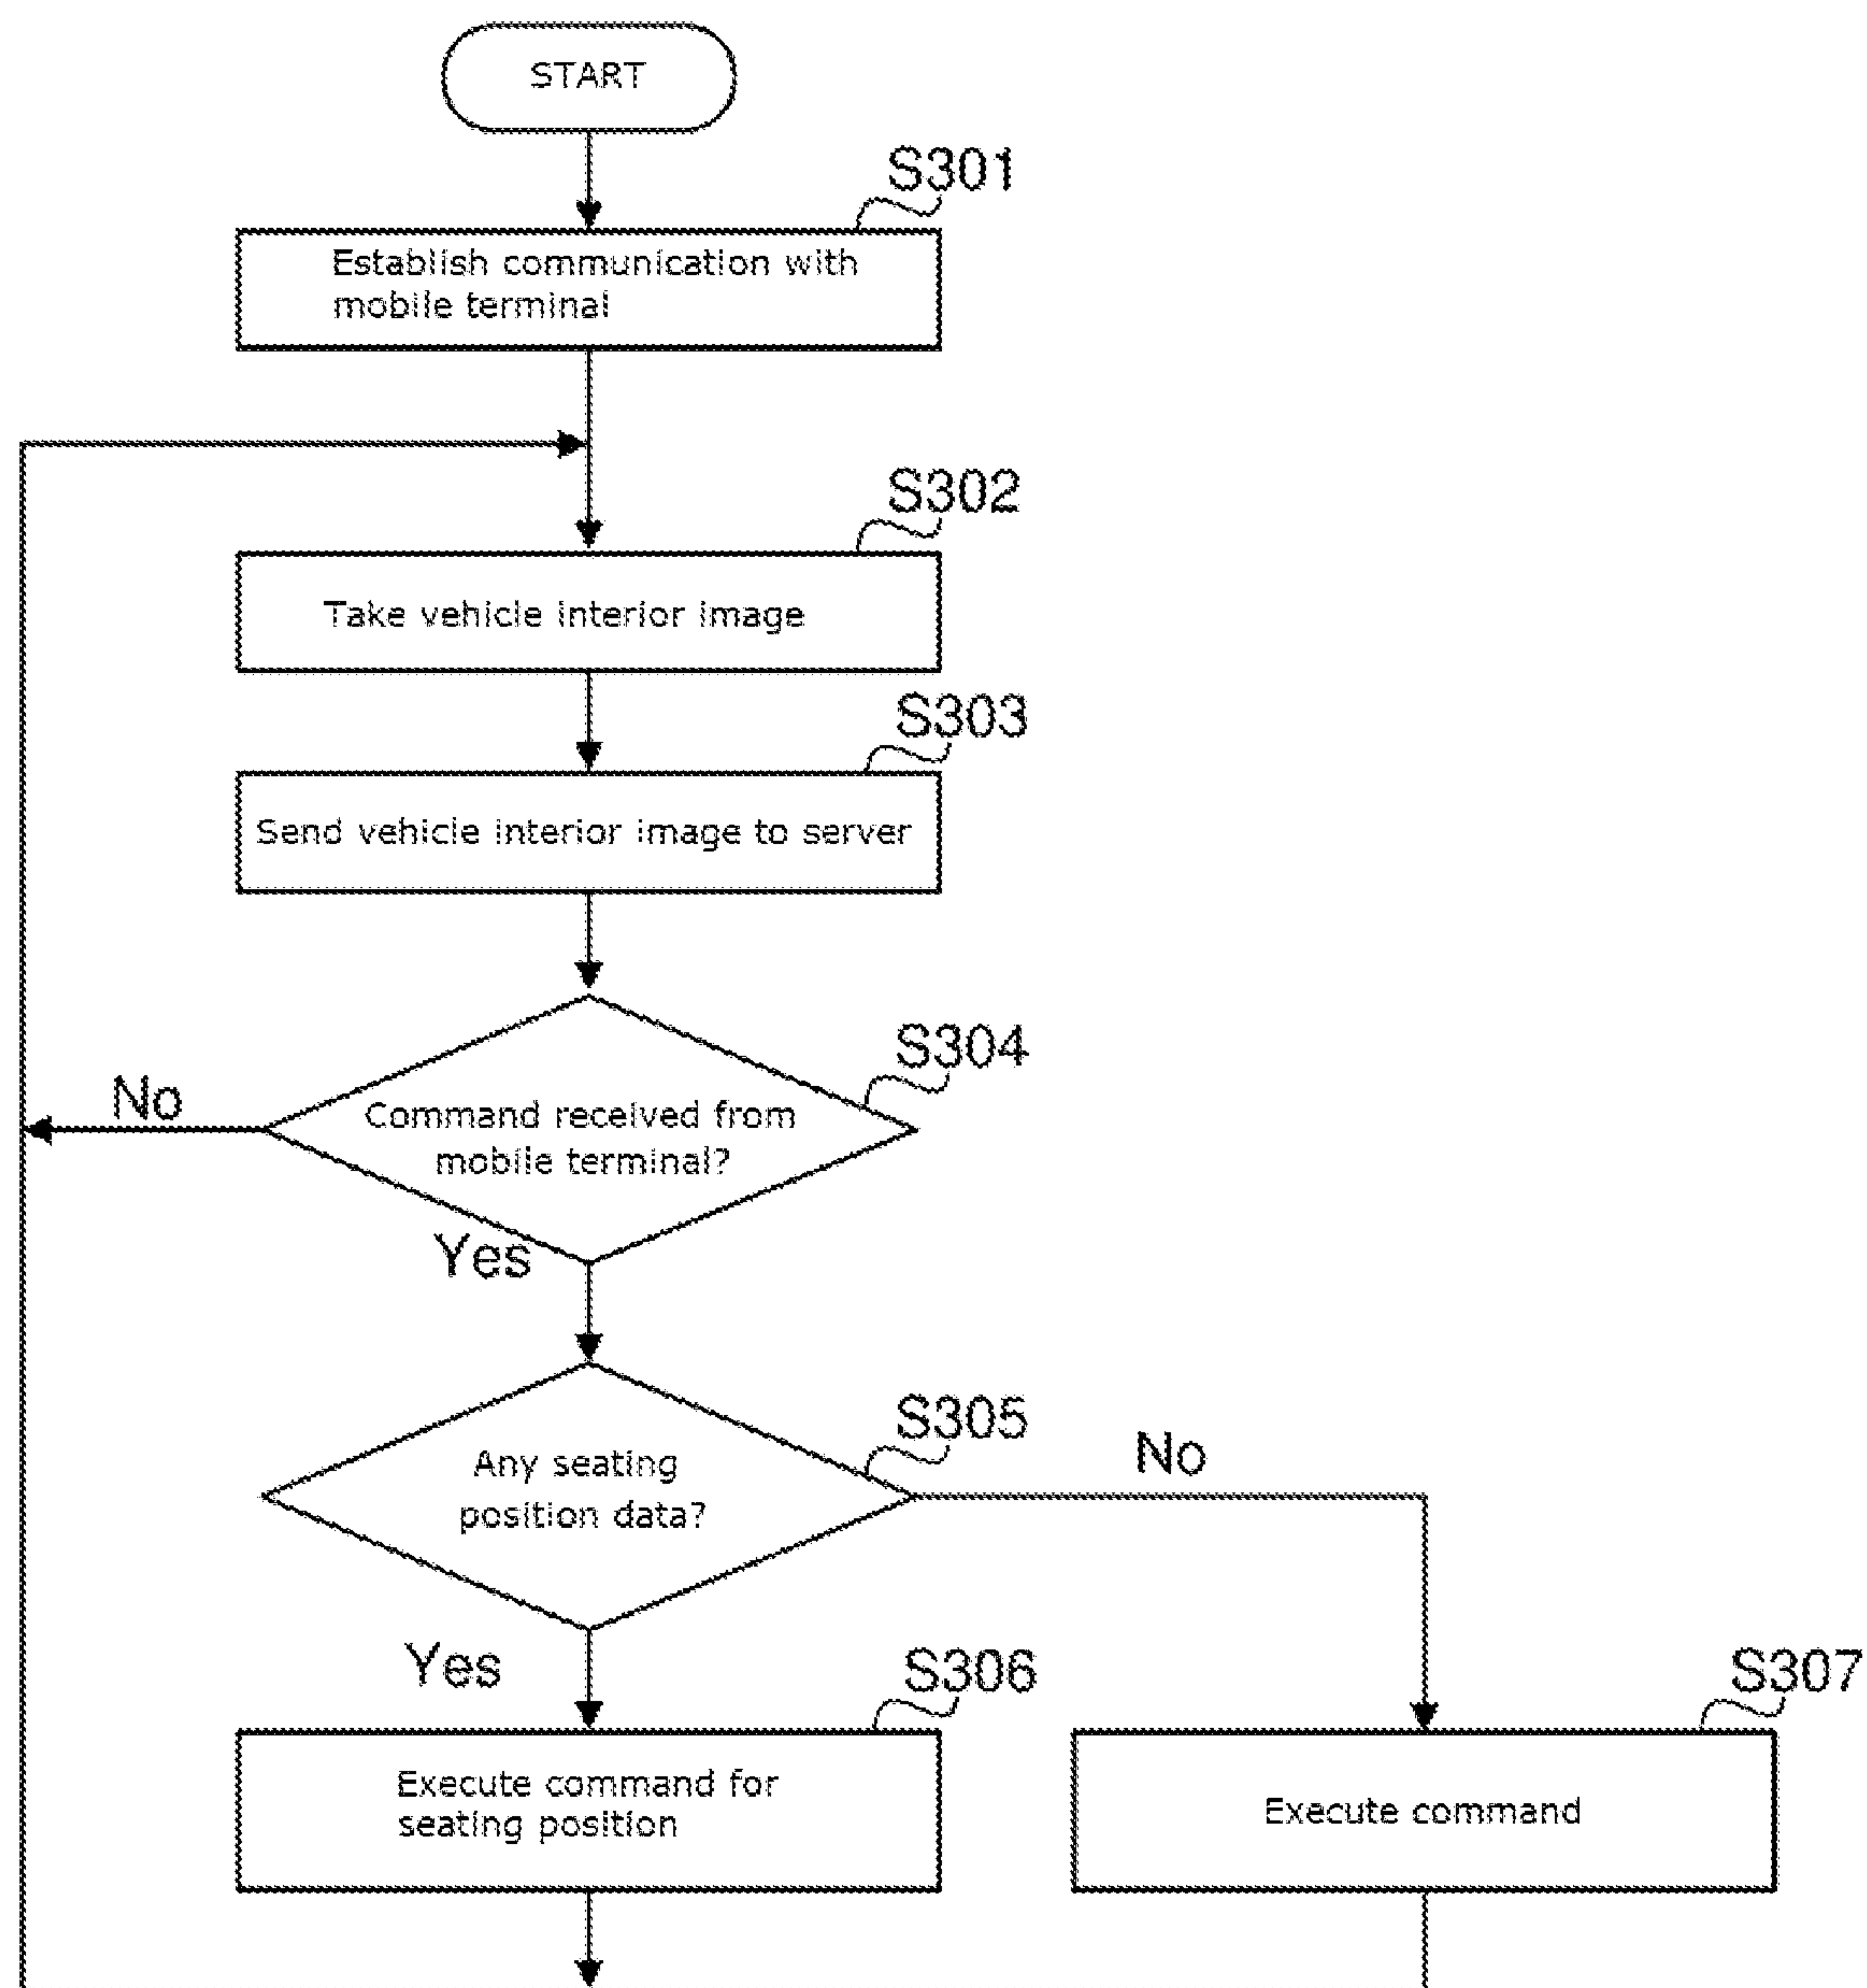 START
S301
Establish communication with
mobile terminal
S302
Take vehicle interior image
S303
Send vehicle interior image to server
S304
No
Command received from
mobile terminal?
Yes
S305
No
Any seating
position data?
Yes
S306
S307
Execute command for
seating position
Execute command